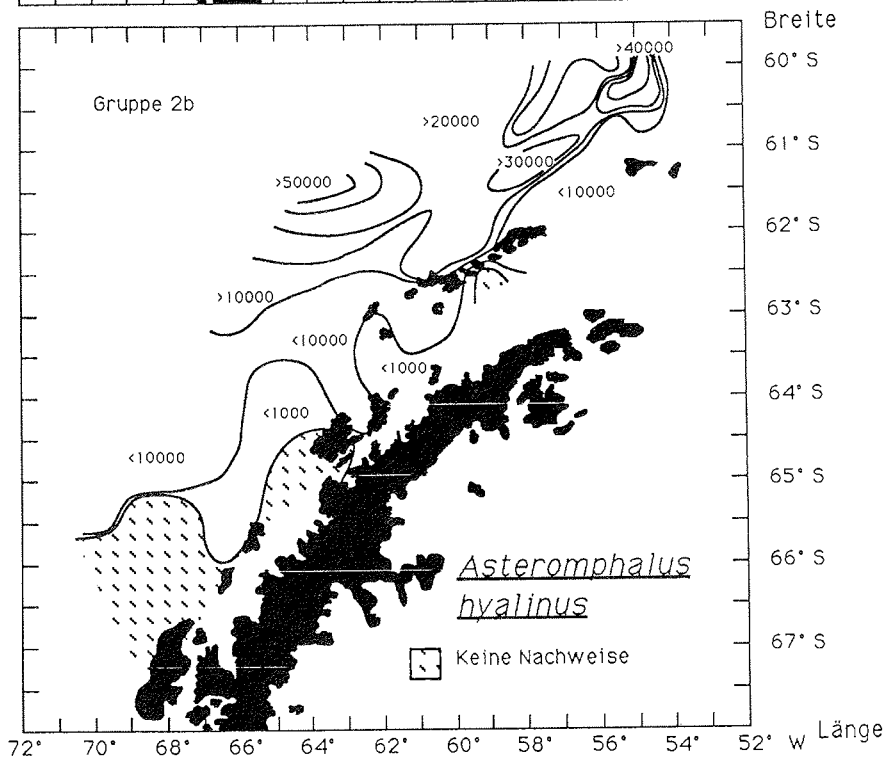 Breite
>40000
60° S
Gruppe 2b
>20000
61° S
>30000
>50000
<10000
62° S
>10000
63° S
<10000
<1000
64° S
<1000
<10000
65° S
66° S
Asteromphalus
hyalinus
Keine Nachweise
67° S
72° 70° 68° 66° 64° 62° 60° 58° 56° 54° 52° W Länge